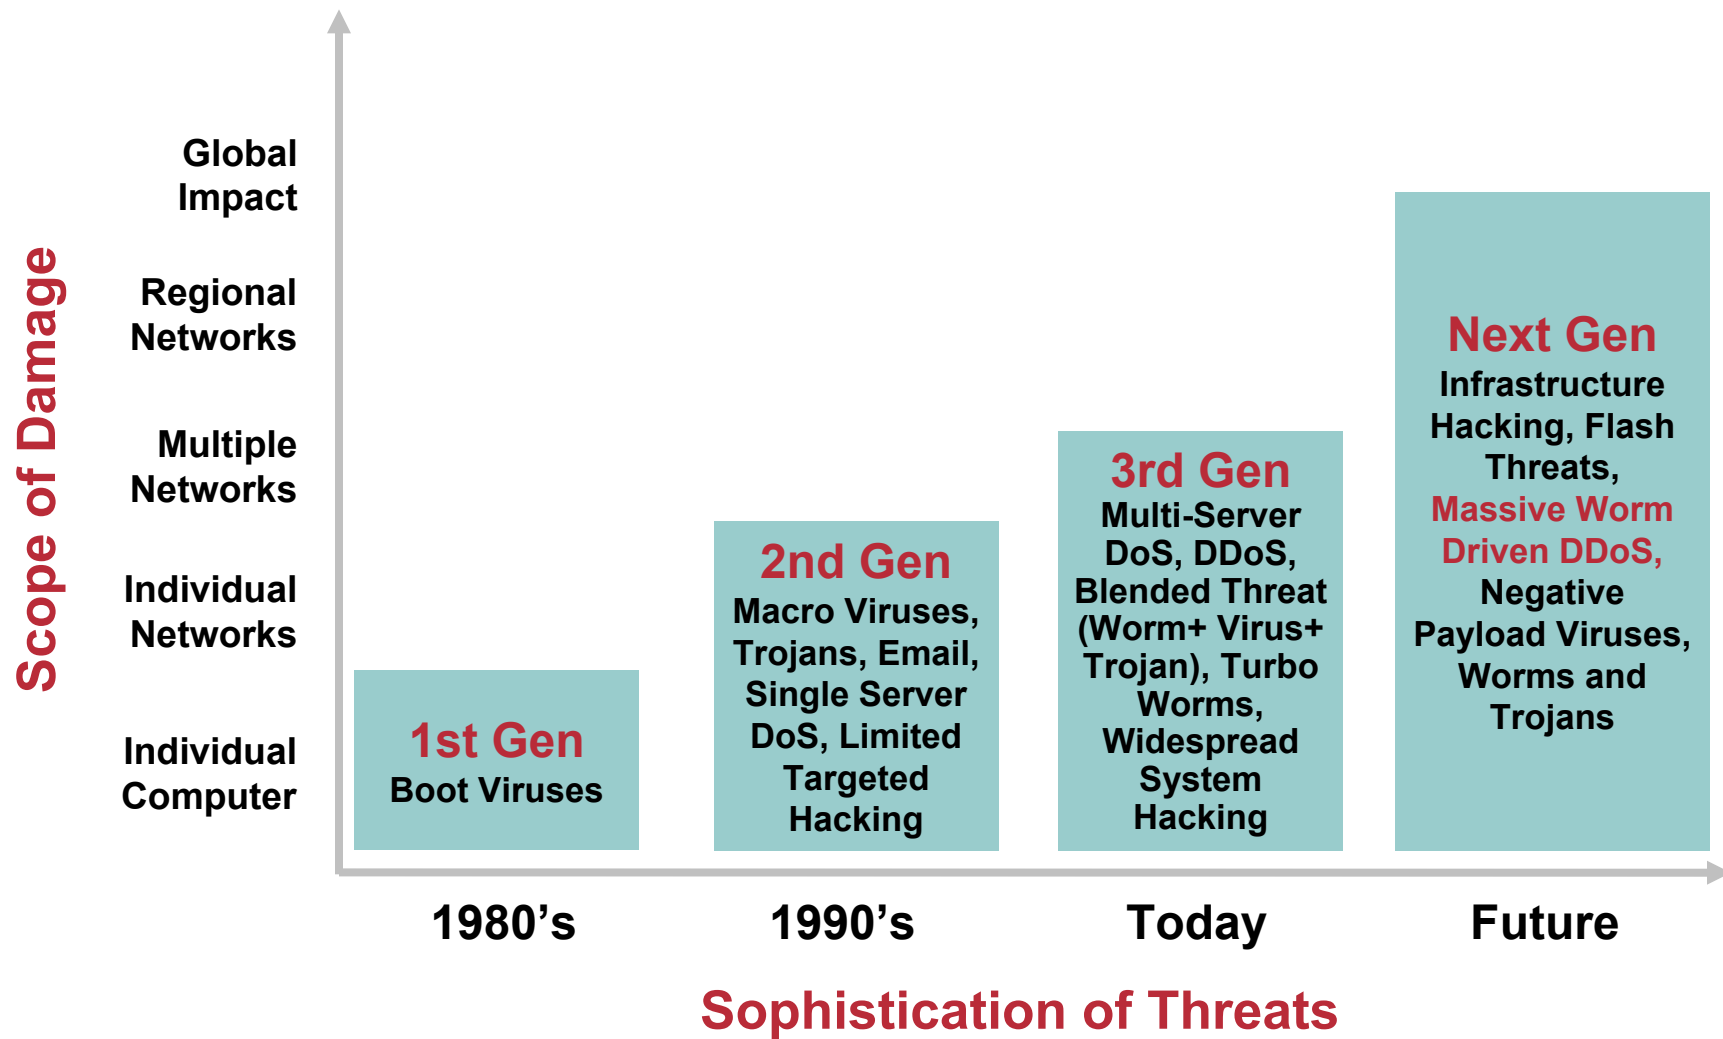 Scope of Damage
Global
Impact
Regional
Networks
Multiple
Networks
Individual
Networks
Individual
Computer
1st Gen
Boot Viruses
2nd Gen
Macro Viruses,
Trojans, Email,
Single Server
DoS, Limited
Targeted
Hacking
3rd Gen
Multi-Server
DoS, DDoS,
Blended Threat
(Worm+ Virus+
Trojan), Turbo
Worms,
Widespread
System
Hacking
Next Gen
Infrastructure
Hacking, Flash
Threats,
Massive Worm
Driven DDoS,
Negative
Payload Viruses,
Worms and
Trojans
1980’s
1990’s
Today
Future
Sophistication of Threats